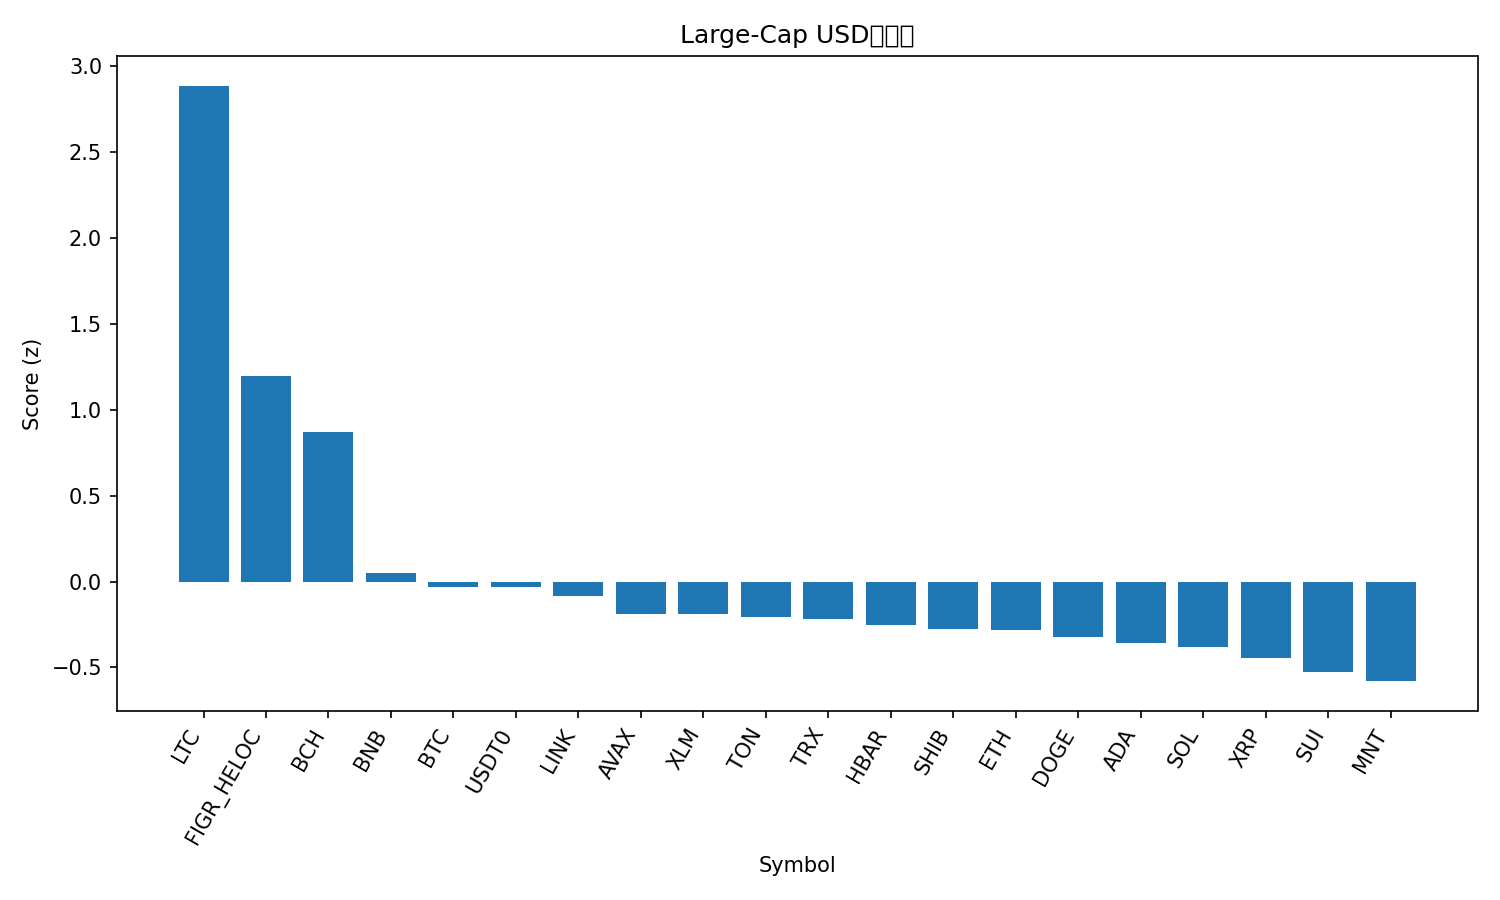 Large-Cap USD
Score (z)
3.0
2.5
2.0
1.5
1.0
0.5
0.0
−0.5
LTC
FIGR_HELOC
BCH
BNB
BTC
USDT0
LINK
AVAX
XLM
TON
TRX
HBAR
SHIB
ETH
DOGE
ADA
SOL
XRP
SUI
MNT
Symbol